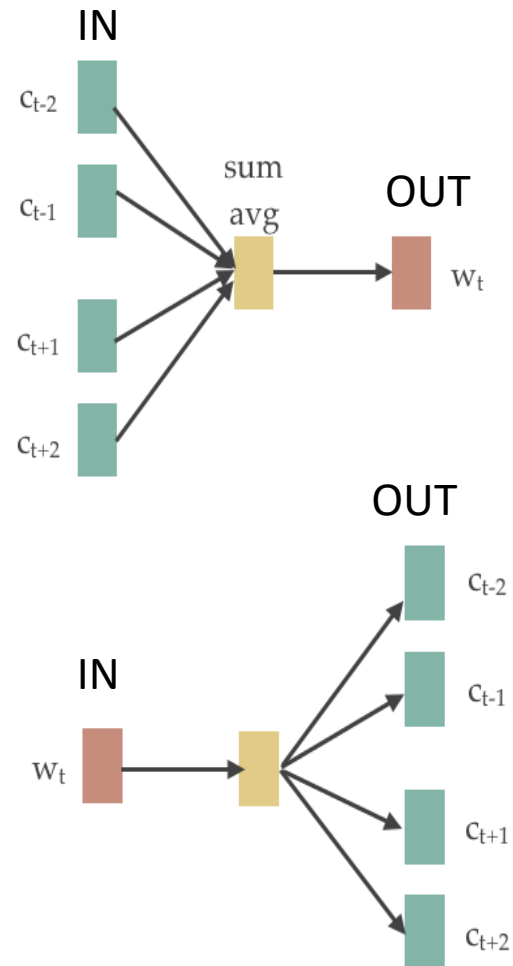 IN
c_{t-2}
sum
c_{t-1}
OUT
avg
w_t
c_{t+1}
c_{t+2}
OUT
c_{t-2}
IN
c_{t-1}
w_t
c_{t+1}
c_{t+2}